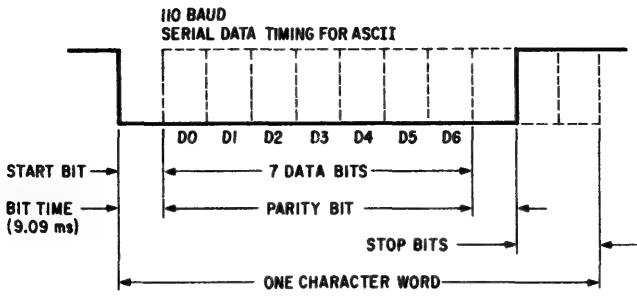 110 BAUD
SERIAL DATA TIMING FOR ASCII
D0 D1 D2 D3 D4 D5 D6
START BIT
7 DATA BITS
BIT TIME
(9.09 ms)
PARITY BIT
STOP BITS
ONE CHARACTER WORD